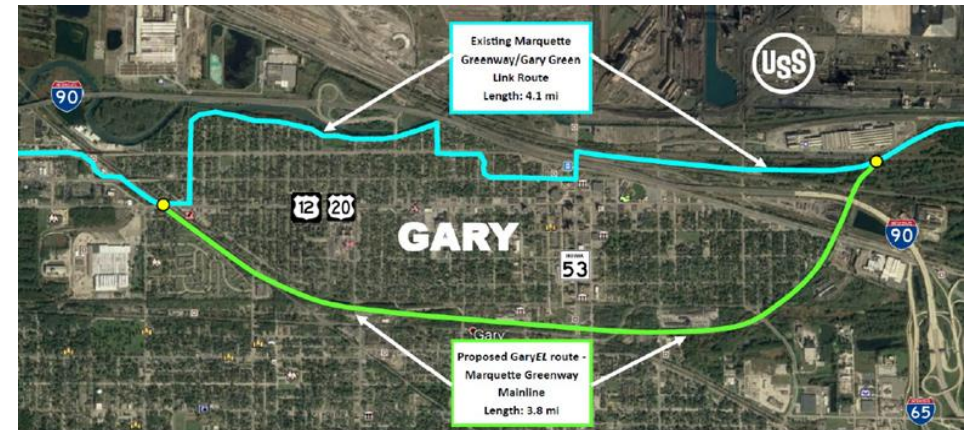 Existing Marquette
Greenway/Gary Green
Link Route
Length: 4.1 mi
USS
90
12 20
GARY
INDIANA
53
90
Gary
Proposed GaryEL route -
Marquette Greenway
Mainline
Length: 3.8 mi
65